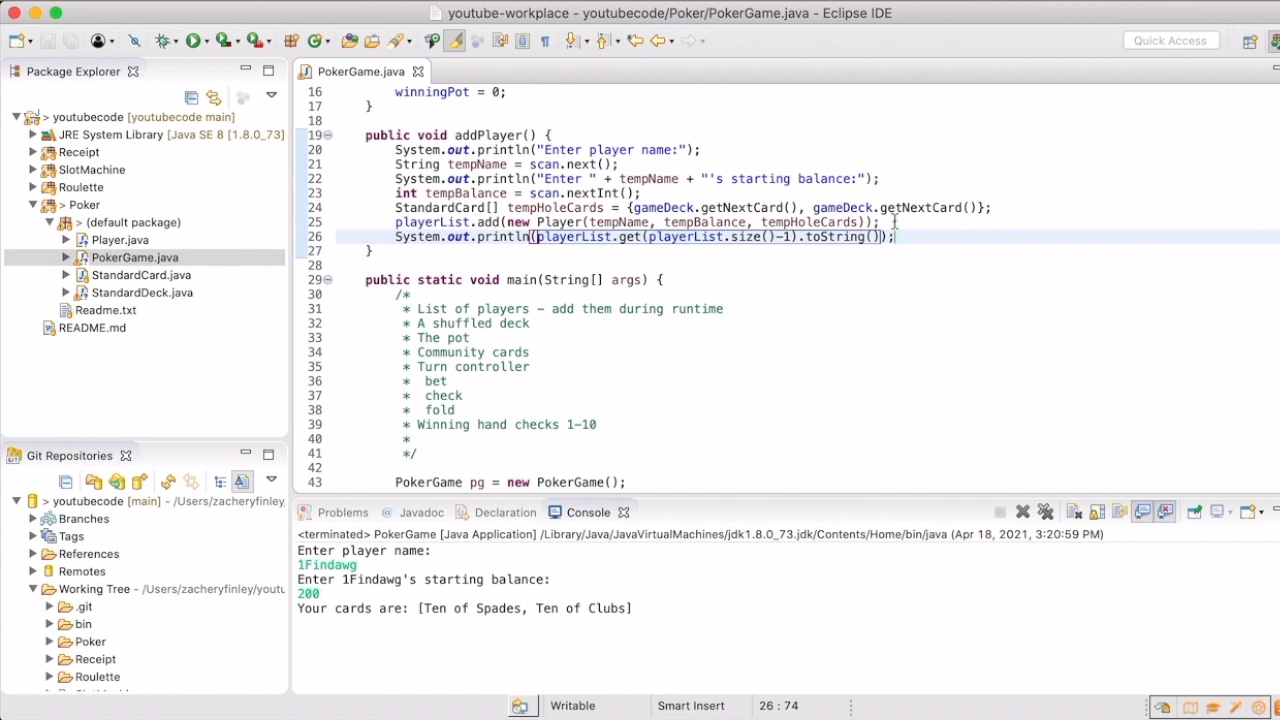 youtube-workplace - youtubecode/Poker/PokerGame.java - Eclipse IDE
Quick Access
Package Explorer
> youtubecode [youtubecode main]
JRE System Library [Java SE 8 [1.8.0_73]
Receipt
SlotMachine
Roulette
> Poker
> (default package)
Player.java
PokerGame.java
StandardCard.java
StandardDeck.java
Readme.txt
README.md
PokerGame.java
16 winningPot = 0;
17 }
18
19 public void addPlayer() {
20 System.out.println("Enter player name:");
21 String tempName = scan.next();
22 System.out.println("Enter " + tempName + "'s starting balance:");
23 int tempBalance = scan.nextInt();
24 StandardCard[] tempHoleCards = {gameDeck.getNextCard(), gameDeck.getNextCard()};
25 playerList.add(new Player(tempName, tempBalance, tempHoleCards));
26 System.out.println(playerList.get(playerList.size()-1).toString());
27 }
28
29 public static void main(String[] args) {
30 /*
31 * List of players - add them during runtime
32 * A shuffled deck
33 * The pot
34 * Community cards
35 * Turn controller
36 * bet
37 * check
38 * fold
39 * Winning hand checks 1-10
40 *
41 */
42
43 PokerGame pg = new PokerGame();
Git Repositories
> youtubecode [main] - /Users/zacheryfinley,
Branches
Tags
References
Remotes
Working Tree - /Users/zacheryfinley/youtu
.git
bin
Poker
Receipt
Roulette
Problems
@ Javadoc
Declaration
Console
<terminated> PokerGame [Java Application] /Library/Java/JavaVirtualMachines/jdk1.8.0_73.jdk/Contents/Home/bin/java (Apr 18, 2021, 3:20:59 PM)
Enter player name:
1Findawg
Enter 1Findawg's starting balance:
200
Your cards are: [Ten of Spades, Ten of Clubs]
Writable
Smart Insert
26 : 74